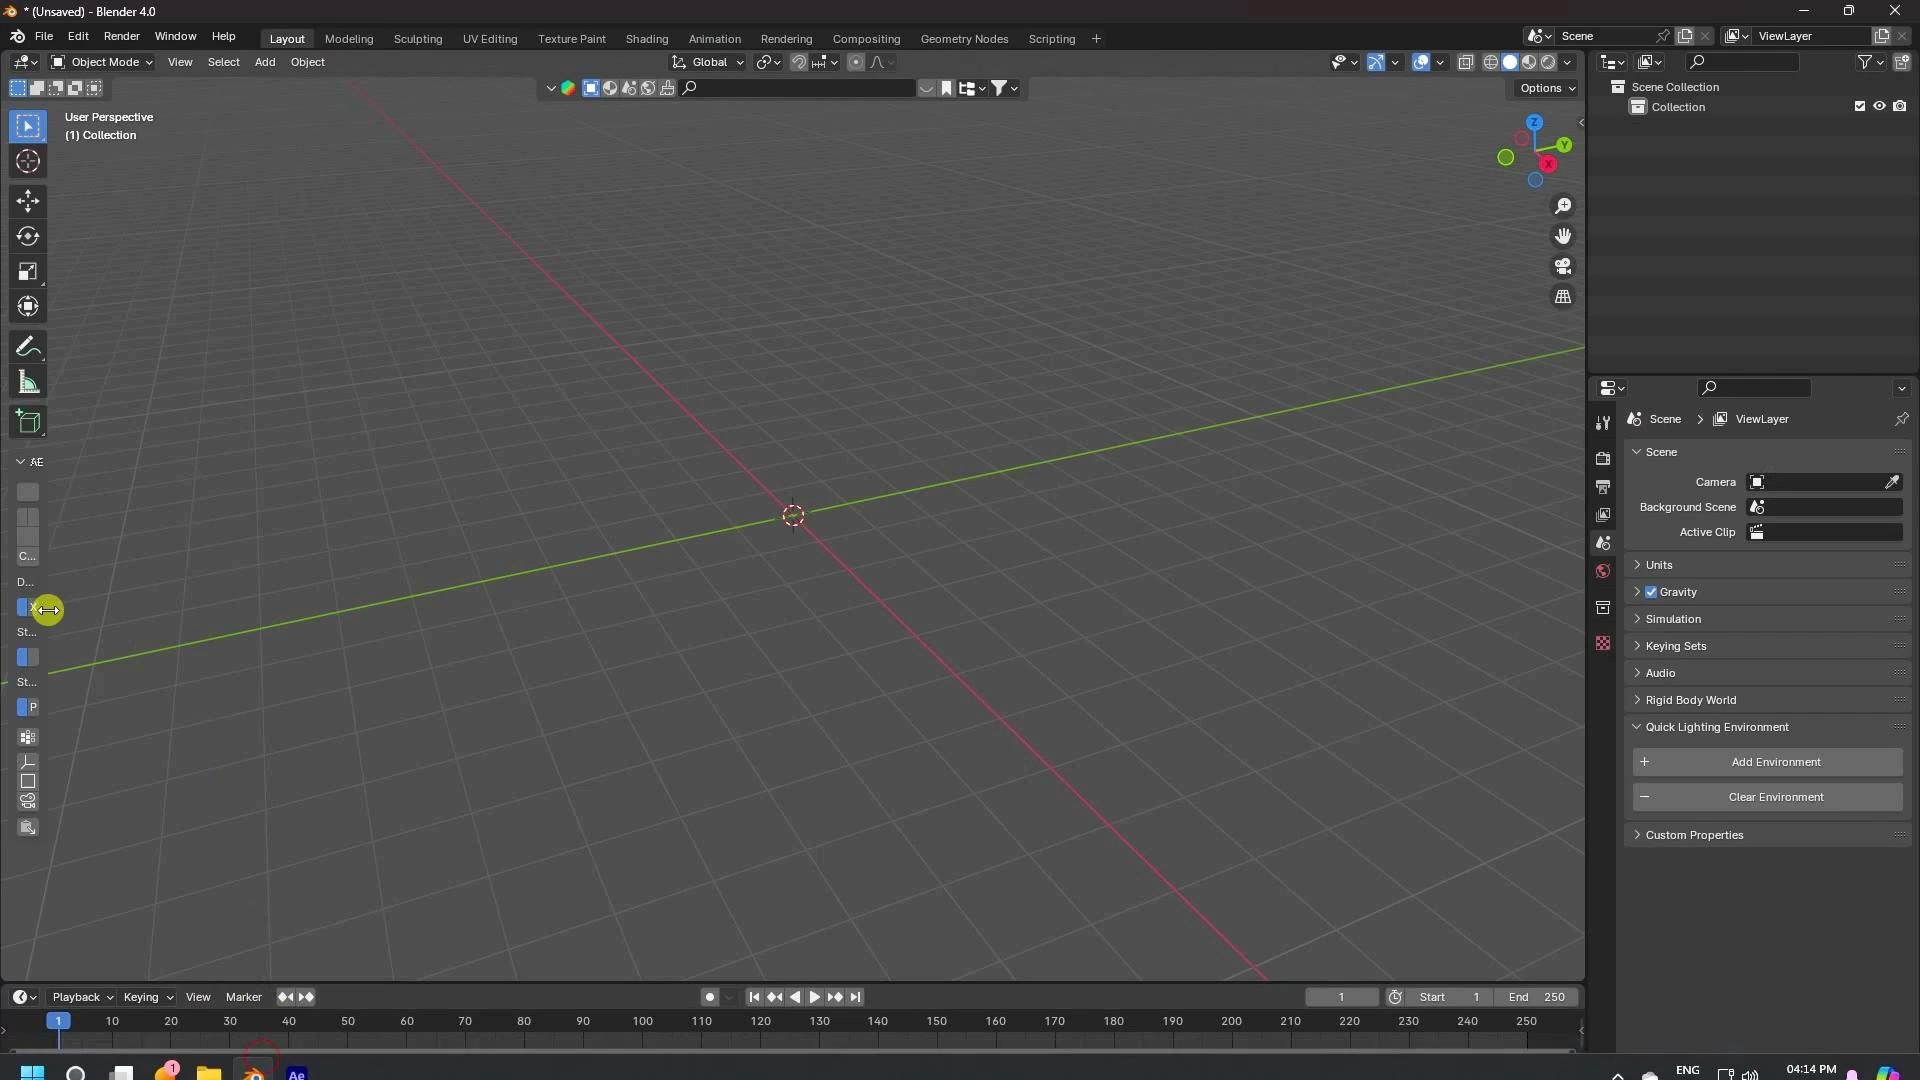 * (Unsaved) - Blender 4.0
File Edit Render Window Help
Layout Modeling Sculpting UV Editing Texture Paint Shading Animation Rendering Compositing Geometry Nodes Scripting +
Scene
ViewLayer
Object Mode View Select Add Object
Global
Options
User Perspective
(1) Collection
Z
Y
X
AE
C...
D...
X
St...
St...
P
Scene Collection
Collection
Scene > ViewLayer
Scene
Camera
Background Scene
Active Clip
Units
Gravity
Simulation
Keying Sets
Audio
Rigid Body World
Quick Lighting Environment
Add Environment
Clear Environment
Custom Properties
Playback Keying View Marker
1
Start 1
End 250
1 10 20 30 40 50 60 70 80 90 100 110 120 130 140 150 160 170 180 190 200 210 220 230 240 250
1
Ae
ENG
04:14 PM